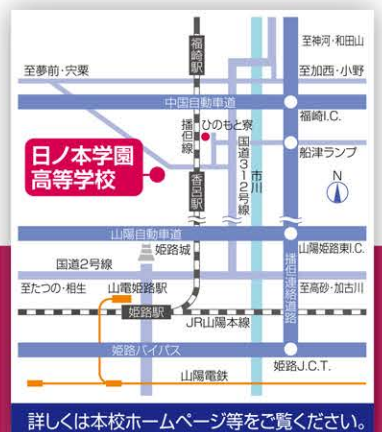 至神河・和田山
福崎駅
至夢前・宍粟
至加西・小野
中国自動車道
福崎I.C.
播但線
ひのもと寮
国道312号線
船津ランプ
市川
日ノ本学園
高等学校
香呂駅
N
山陽自動車道
姫路城
山陽姫路東I.C.
国道2号線
播但連絡道路
至たつの・相生
山電姫路駅
至高砂・加古川
姫路駅
JR山陽本線
姫路バイパス
姫路J.C.T.
山陽電鉄
詳しくは本校ホームページ等をご覧ください。